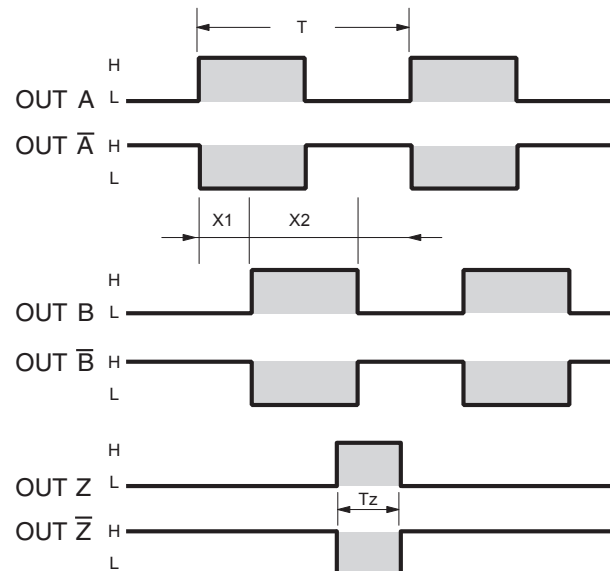 T
H
OUT A L
OUT A̅ H
L
X1 X2
H
OUT B L
OUT B̅ H
L
H
OUT Z L
Tz
OUT Z̅ H
L